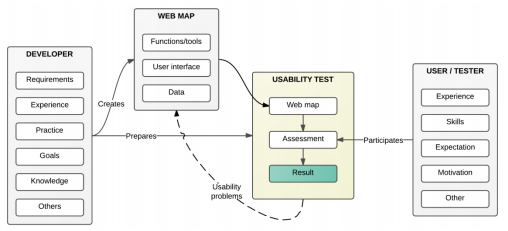 WEB MAP
Functions/tools
User interface
Data
DEVELOPER
Requirements
Experience
Practice
Goals
Knowledge
Others
Creates
Prepares
USABILITY TEST
Web map
Assessment
Result
Usability
problems
Participates
USER / TESTER
Experience
Skills
Expectation
Motivation
Other